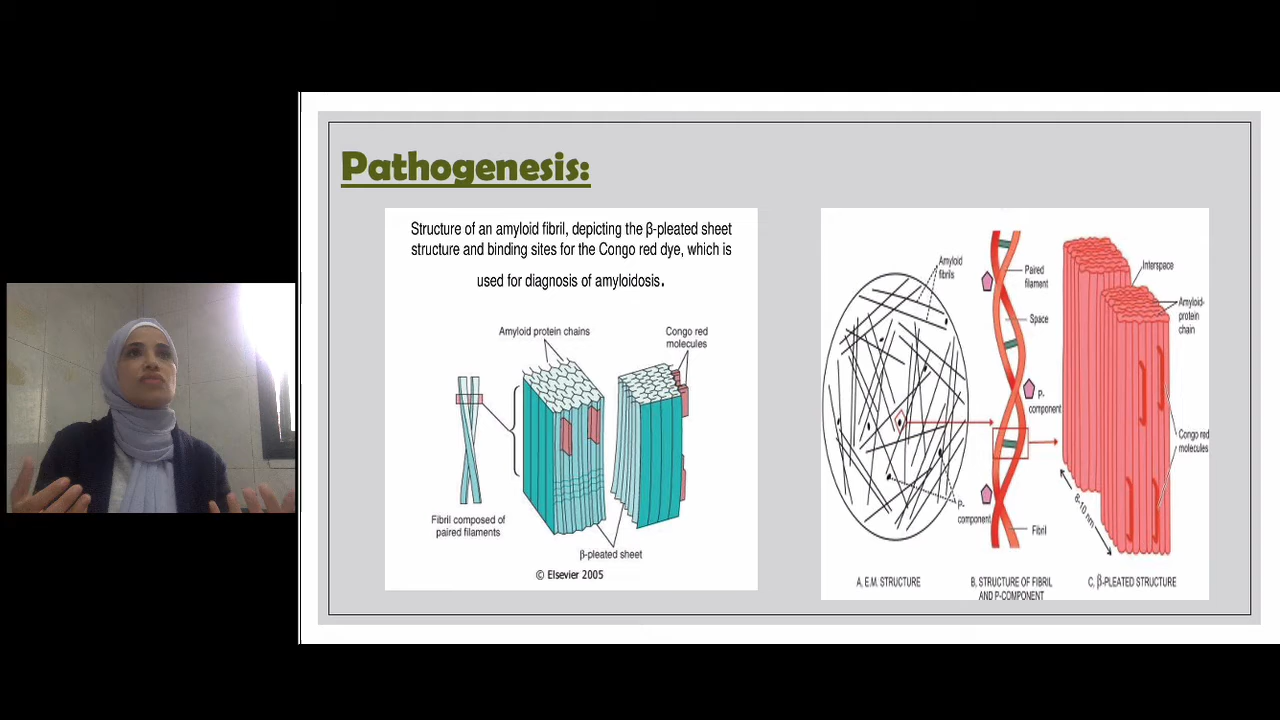 Pathogenesis:
Structure of an amyloid fibril, depicting the β-pleated sheet
structure and binding sites for the Congo red dye, which is
used for diagnosis of amyloidosis.
Amyloid protein chains
Congo red
molecules
Fibril composed of
paired filaments
β-pleated sheet
© Elsevier 2005
Amyloid
fibrils
P-
component
A, E.M. STRUCTURE
Paired
filament
Space
P-
component
Fibril
B, STRUCTURE OF FIBRIL
AND P-COMPONENT
Interspace
Amyloid-
protein
chain
Congo red
molecules
8-10 nm
C, β-PLEATED STRUCTURE